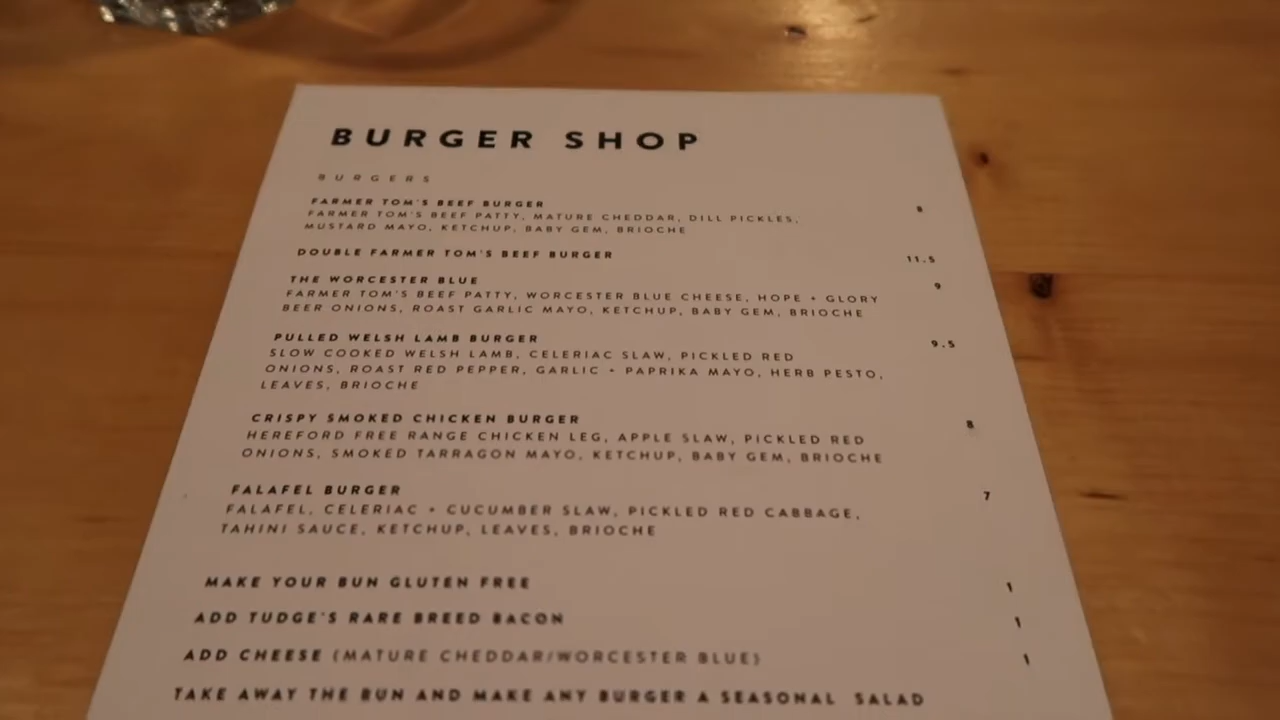 BURGER SHOP
BURGERS
FARMER TOM'S BEEF BURGER 8
FARMER TOM'S BEEF PATTY, MATURE CHEDDAR, DILL PICKLES,
MUSTARD MAYO, KETCHUP, BABY GEM, BRIOCHE
DOUBLE FARMER TOM'S BEEF BURGER 11.5
THE WORCESTER BLUE 9
FARMER TOM'S BEEF PATTY, WORCESTER BLUE CHEESE, HOPE + GLORY
BEER ONIONS, ROAST GARLIC MAYO, KETCHUP, BABY GEM, BRIOCHE
PULLED WELSH LAMB BURGER 9.5
SLOW COOKED WELSH LAMB, CELERIAC SLAW, PICKLED RED
ONIONS, ROAST RED PEPPER, GARLIC + PAPRIKA MAYO, HERB PESTO,
LEAVES, BRIOCHE
CRISPY SMOKED CHICKEN BURGER 8
HEREFORD FREE RANGE CHICKEN LEG, APPLE SLAW, PICKLED RED
ONIONS, SMOKED TARRAGON MAYO, KETCHUP, BABY GEM, BRIOCHE
FALAFEL BURGER 7
FALAFEL, CELERIAC + CUCUMBER SLAW, PICKLED RED CABBAGE,
TAHINI SAUCE, KETCHUP, LEAVES, BRIOCHE
MAKE YOUR BUN GLUTEN FREE 1
ADD TUDGE'S RARE BREED BACON 1
ADD CHEESE (MATURE CHEDDAR/WORCESTER BLUE) 1
TAKE AWAY THE BUN AND MAKE ANY BURGER A SEASONAL SALAD